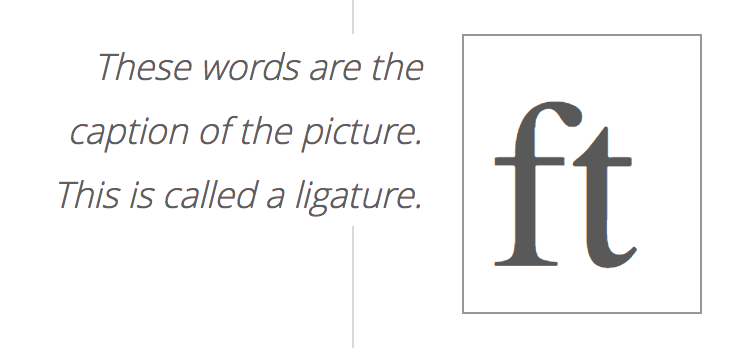 These words are the
caption of the picture.
This is called a ligature.
ft